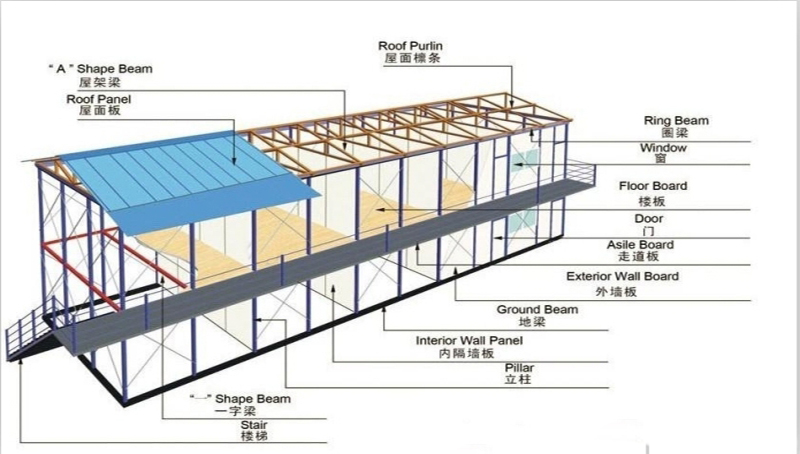 Roof Purlin
屋面檩条
“A”Shape Beam
屋架梁
Roof Panel
屋面板
Ring Beam
圈梁
Window
窗
Floor Board
楼板
Door
门
Asile Board
走道板
Exterior Wall Board
外墙板
Ground Beam
地梁
Interior Wall Panel
内隔墙板
Pillar
立柱
“一”Shape Beam
一字梁
Stair
楼梯